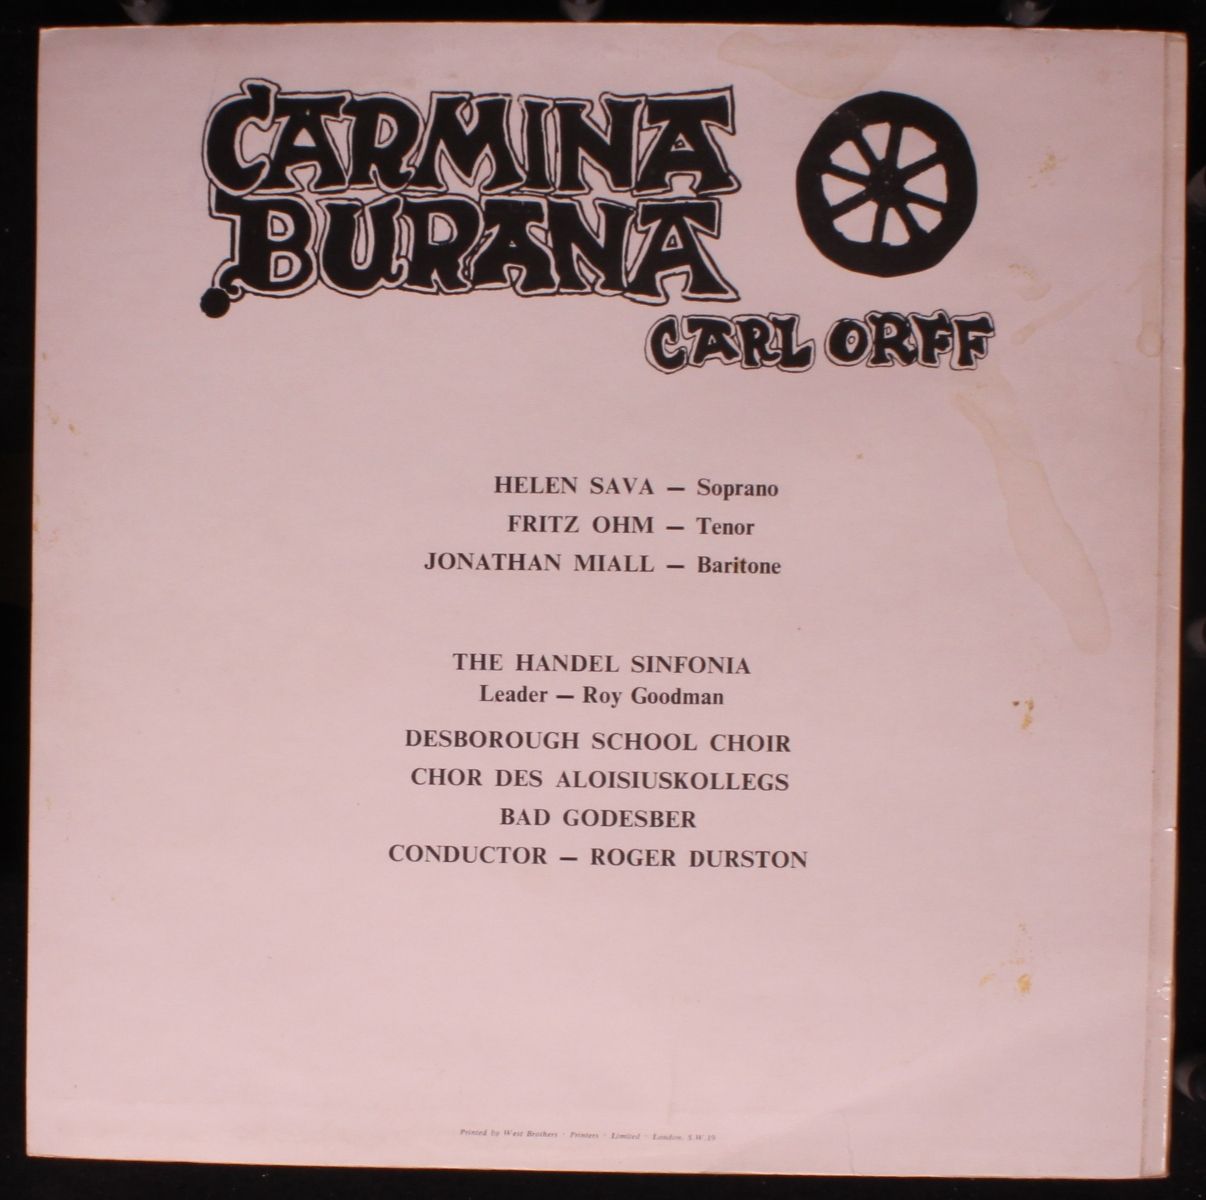 CARMINA
BURANA
CARL ORFF
HELEN SAVA — Soprano
FRITZ OHM — Tenor
JONATHAN MIALL — Baritone
THE HANDEL SINFONIA
Leader — Roy Goodman
DESBOROUGH SCHOOL CHOIR
CHOR DES ALOISIUSKOLLEGS
BAD GODESBER
CONDUCTOR — ROGER DURSTON
Printed by West Brothers · Printers · Limited · London, S.W.19